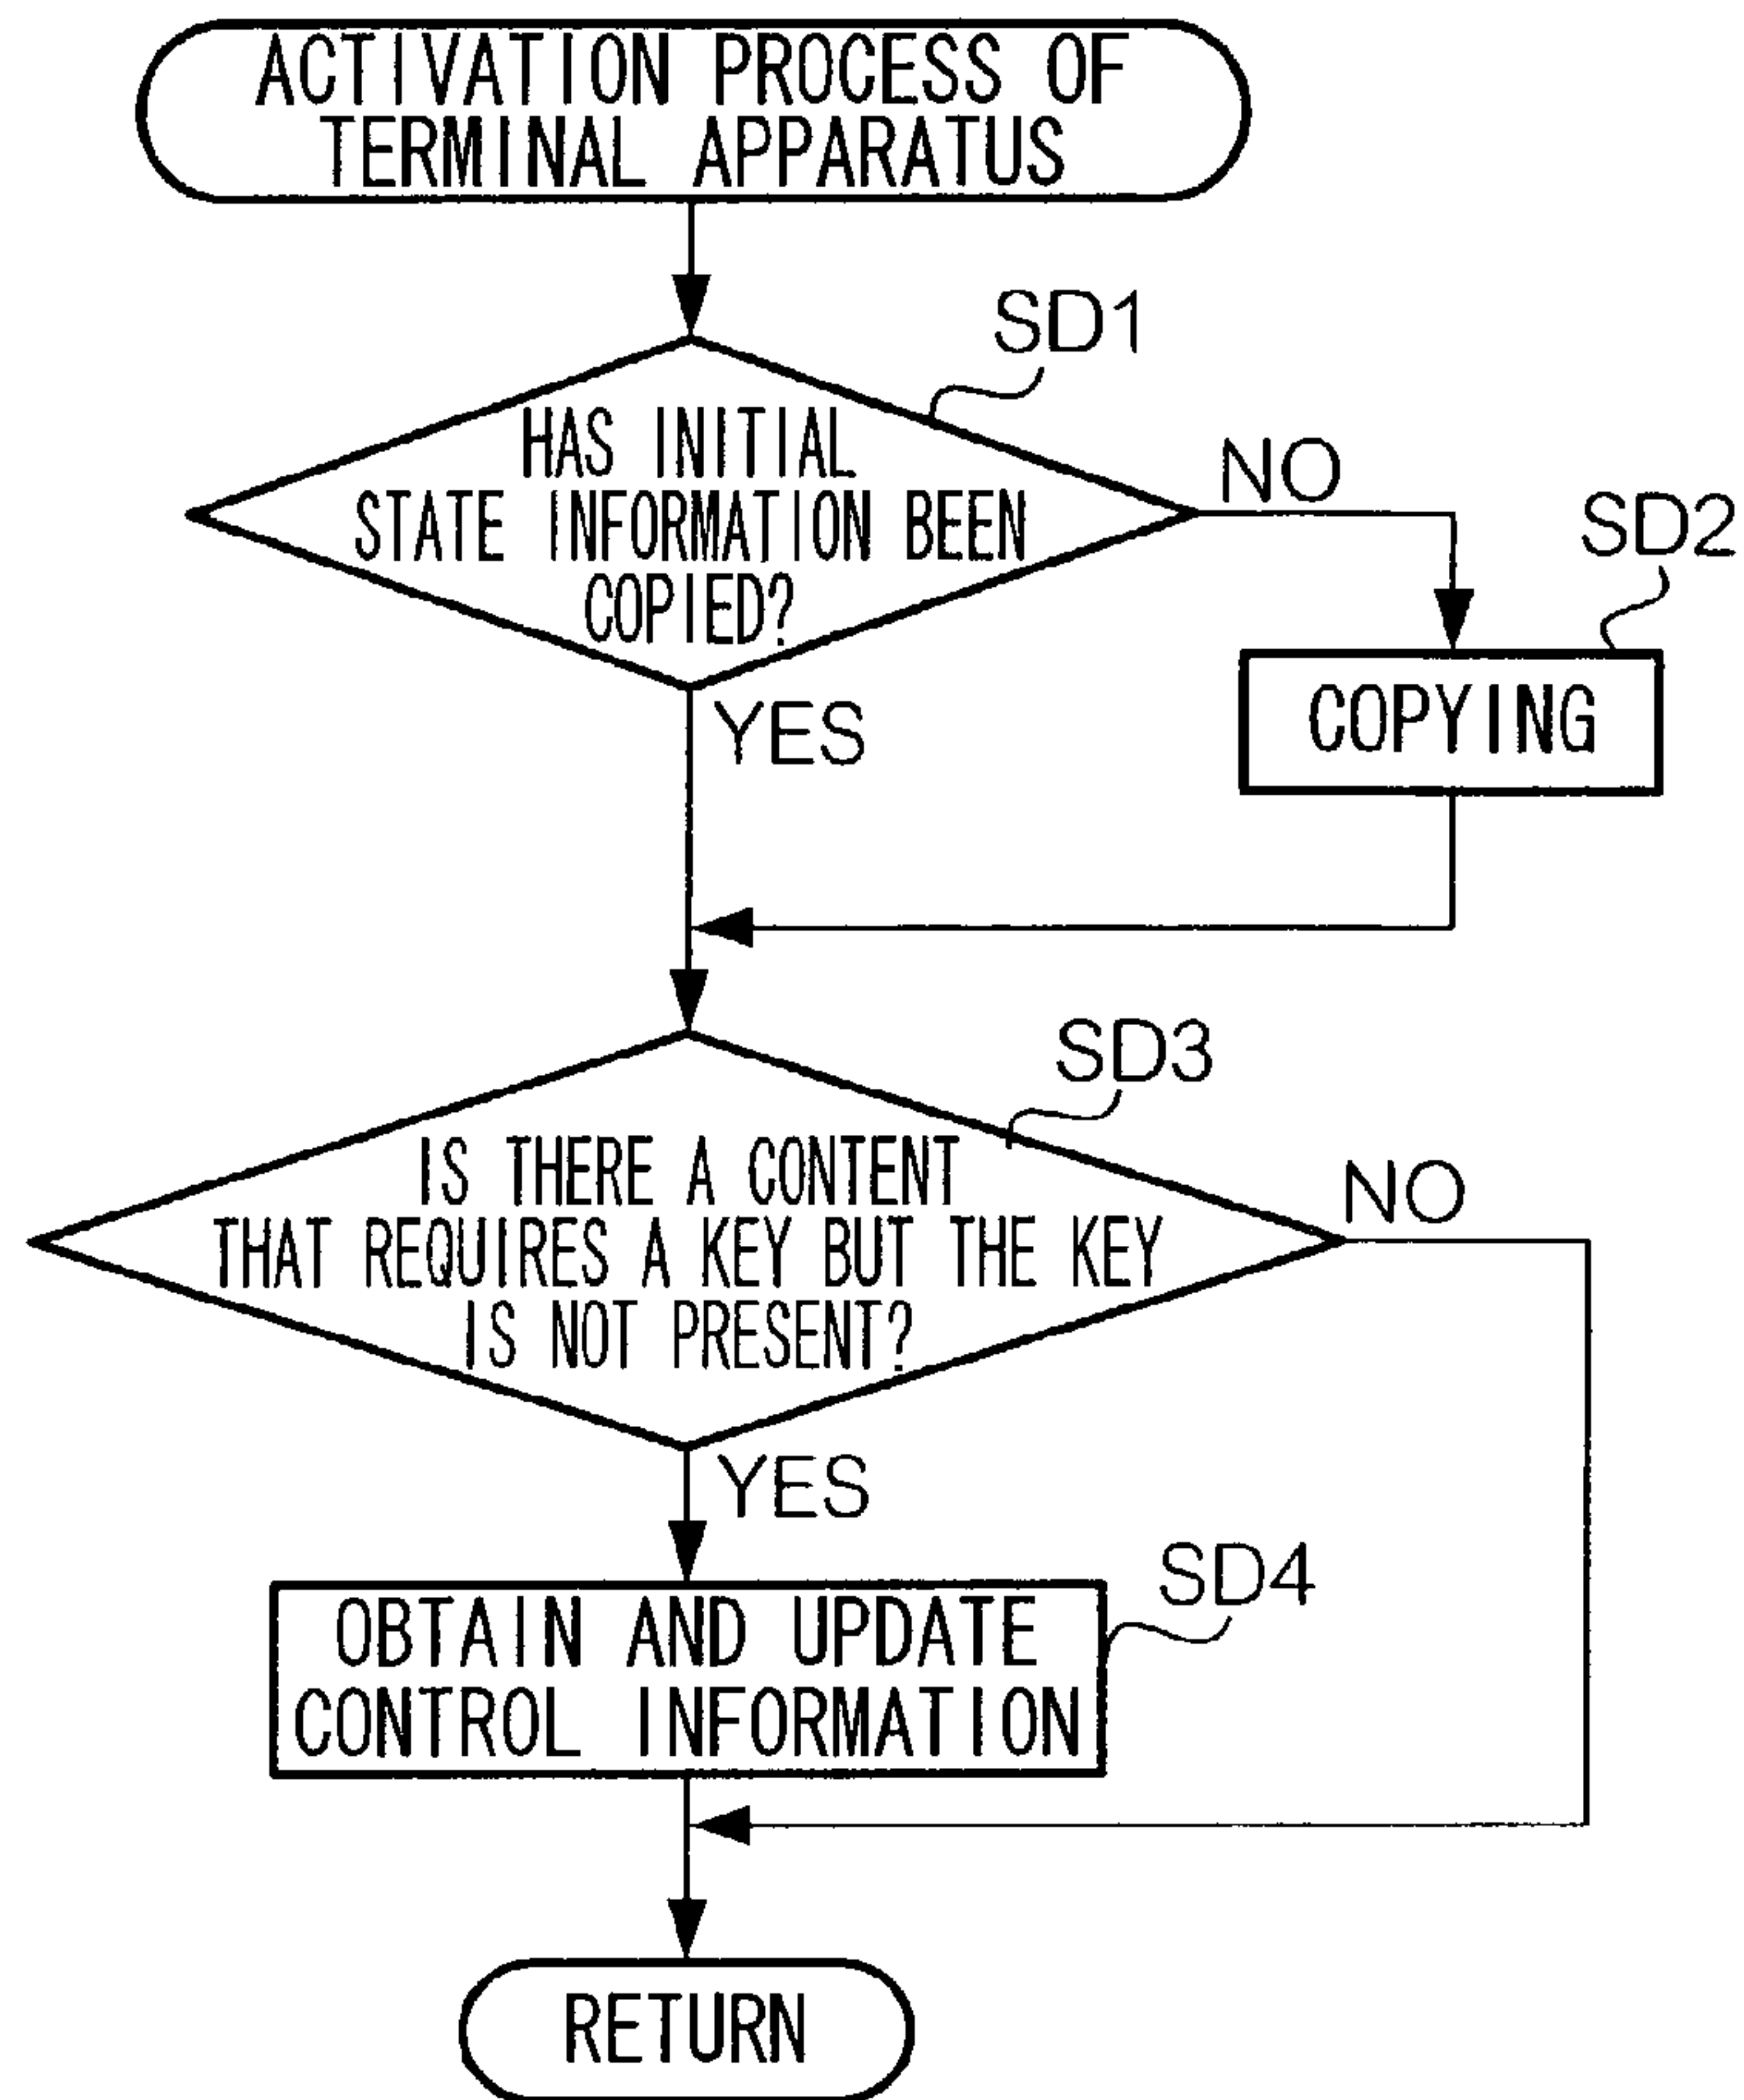 ACTIVATION PROCESS OF
TERMINAL APPARATUS
SD1
HAS INITIAL
STATE INFORMATION BEEN
COPIED?
NO
SD2
YES
COPYING
SD3
IS THERE A CONTENT
THAT REQUIRES A KEY BUT THE KEY
IS NOT PRESENT?
NO
YES
SD4
OBTAIN AND UPDATE
CONTROL INFORMATION
RETURN